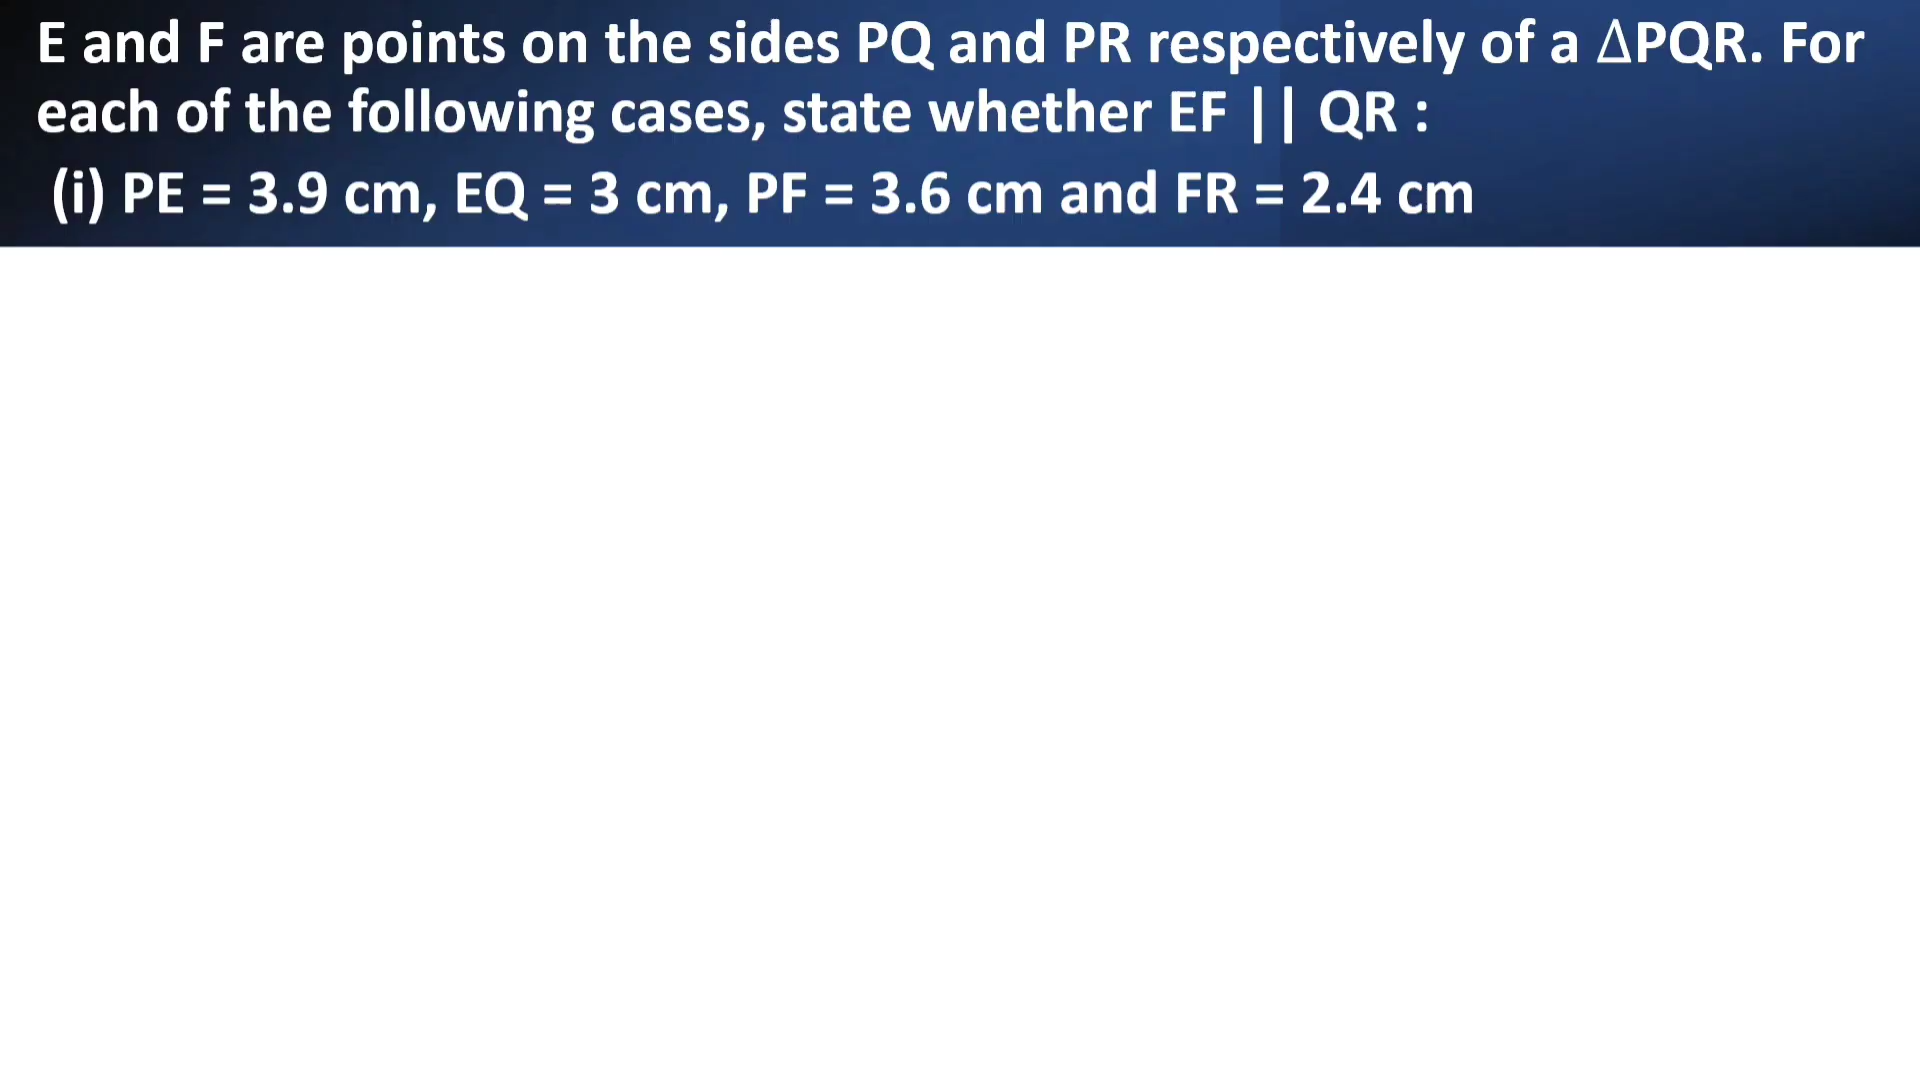 E and F are points on the sides PQ and PR respectively of a ΔPQR. For
each of the following cases, state whether EF || QR :
(i) PE = 3.9 cm, EQ = 3 cm, PF = 3.6 cm and FR = 2.4 cm